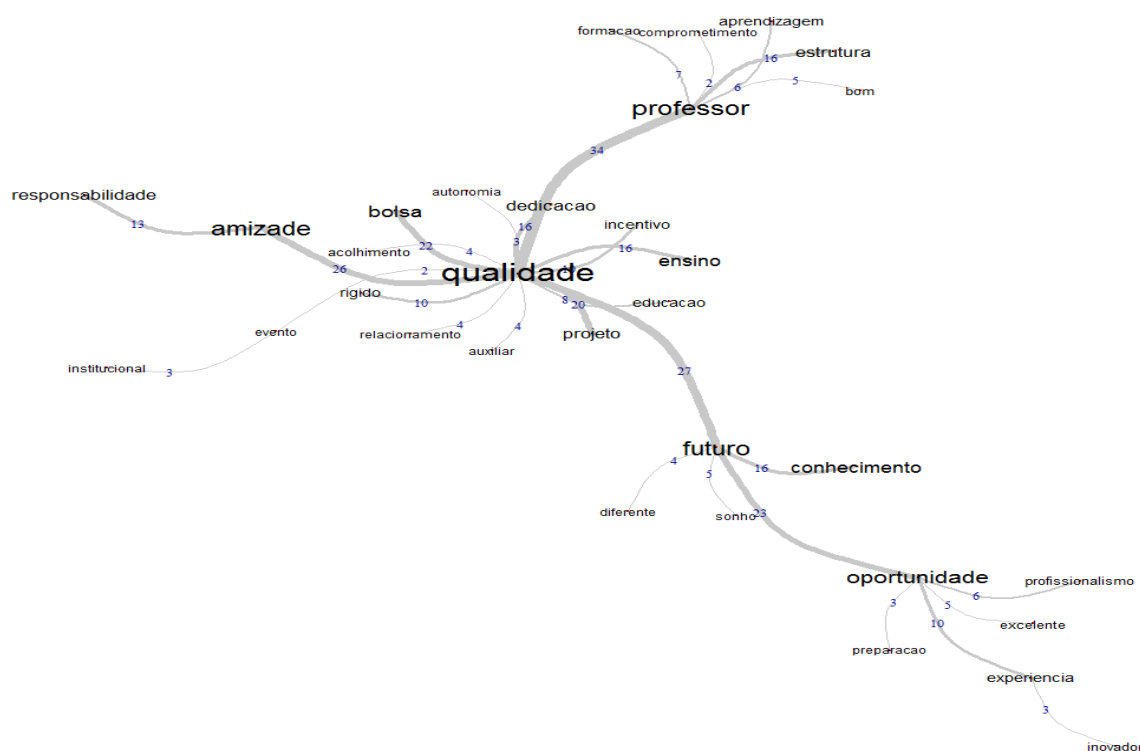 aprendizagem
formacao
comprometimento
estrutura
16
7
2
6
5
bom
professor
34
responsabilidade
autonomia
bolsa
dedicacao
13
amizade
incentivo
16
3
22
4
16
acolhimento
ensino
26
2
qualidade
rigido
10
8
20
educacao
evento
relacionamento
4
4
projeto
auxiliar
institucional
3
27
futuro
4
5
16
conhecimento
diferente
sonho
23
oportunidade
profissionalismo
3
5
6
10
excelente
preparacao
experiencia
3
inovador